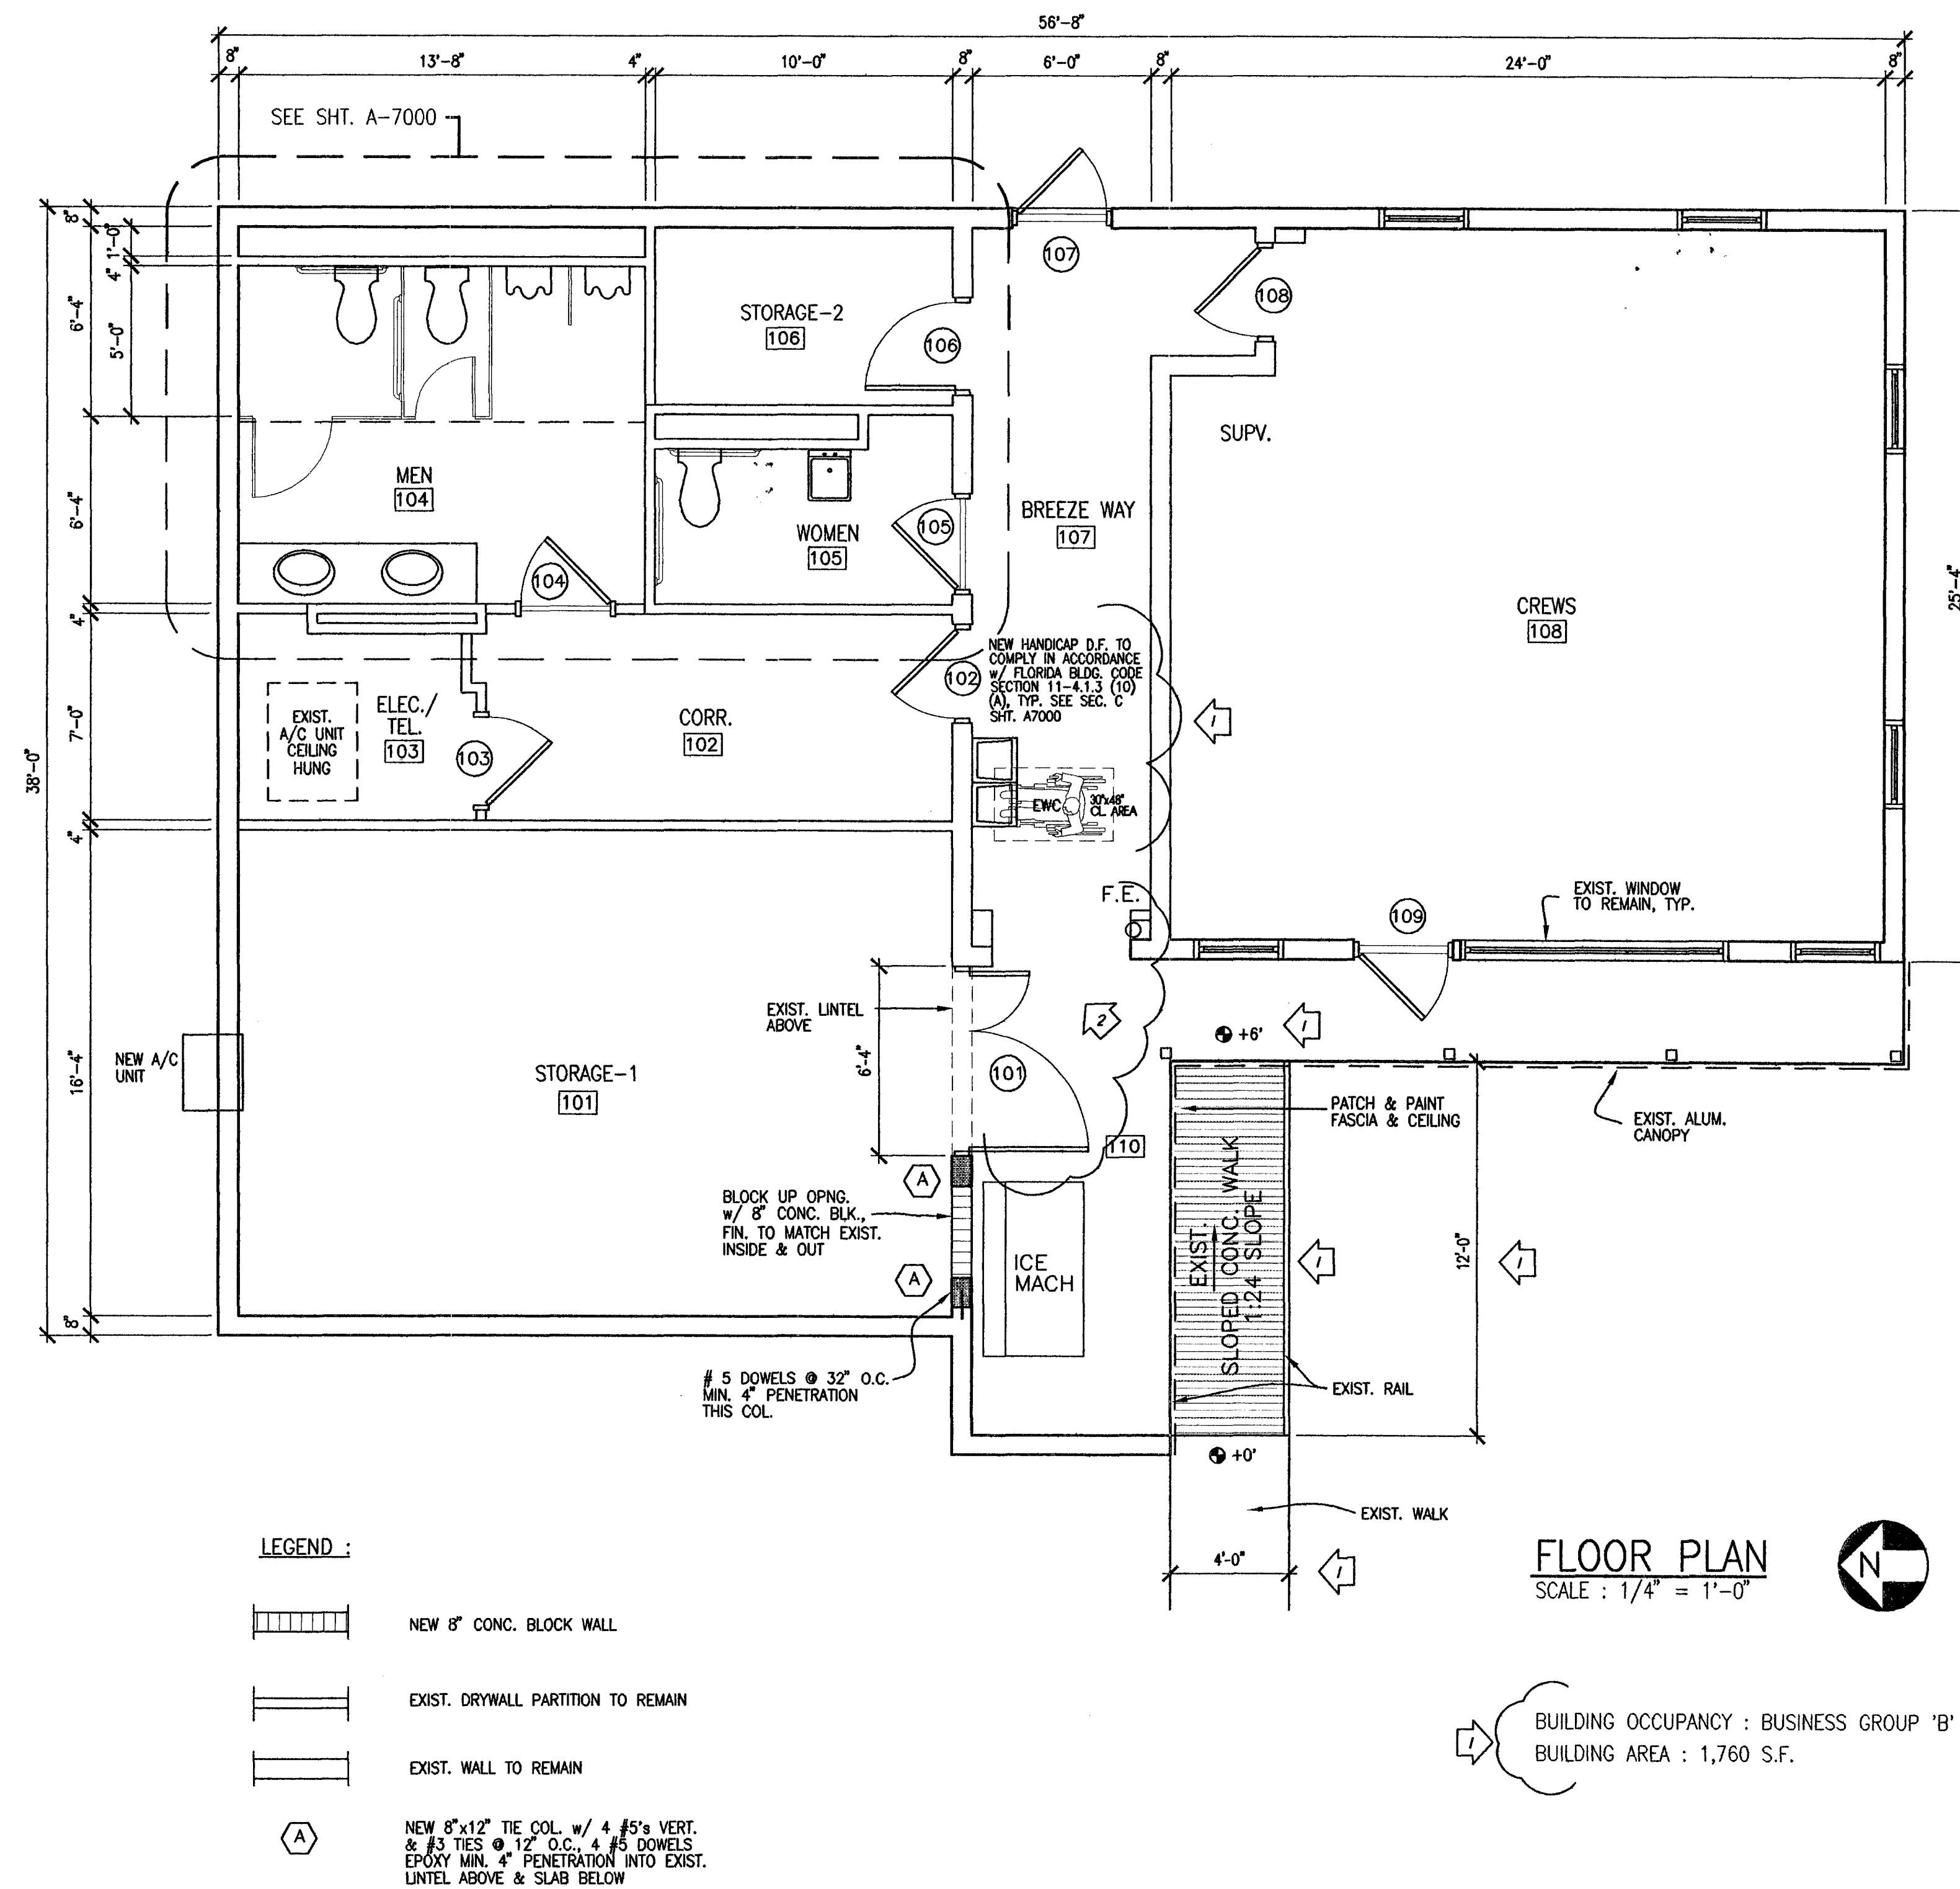 56'-8"
8"
13'-8"
4"
10'-0"
8"
6'-0"
8"
24'-0"
8"
SEE SHT. A-7000
8"
1'-0"
4"
6'-4"
5'-0"
6'-4"
4"
7'-0"
4"
16'-4"
8"
38'-0"
25'-4"
107
108
STORAGE-2
106
106
SUPV.
MEN
104
WOMEN
105
105
104
BREEZE WAY
107
CREWS
108
NEW HANDICAP D.F. TO
COMPLY IN ACCORDANCE
w/ FLORIDA BLDG. CODE
SECTION 11-4.1.3 (10)
(A), TYP. SEE SEC. C
SHT. A7000
102
1
EXIST.
A/C UNIT
CEILING
HUNG
ELEC./
TEL.
103
103
CORR.
102
EWC
30"x48"
CL. AREA
F.E.
109
EXIST. WINDOW
TO REMAIN, TYP.
EXIST. LINTEL
ABOVE
6'-4"
2
+6'
1
NEW A/C
UNIT
STORAGE-1
101
101
110
PATCH & PAINT
FASCIA & CEILING
EXIST. ALUM.
CANOPY
A
BLOCK UP OPNG.
w/ 8" CONC. BLK.,
FIN. TO MATCH EXIST.
INSIDE & OUT
A
ICE
MACH
EXIST.
SLOPED CONC. WALK
1:24 SLOPE
1
12'-0"
1
# 5 DOWELS @ 32" O.C.
MIN. 4" PENETRATION
THIS COL.
EXIST. RAIL
+0'
EXIST. WALK
4'-0"
1
LEGEND :
NEW 8" CONC. BLOCK WALL
EXIST. DRYWALL PARTITION TO REMAIN
EXIST. WALL TO REMAIN
A
NEW 8"x12" TIE COL. w/ 4 #5's VERT.
& #3 TIES @ 12" O.C., 4 #5 DOWELS
EPOXY MIN. 4" PENETRATION INTO EXIST.
LINTEL ABOVE & SLAB BELOW
FLOOR PLAN
SCALE : 1/4" = 1'-0"
N
1
BUILDING OCCUPANCY : BUSINESS GROUP 'B'
BUILDING AREA : 1,760 S.F.